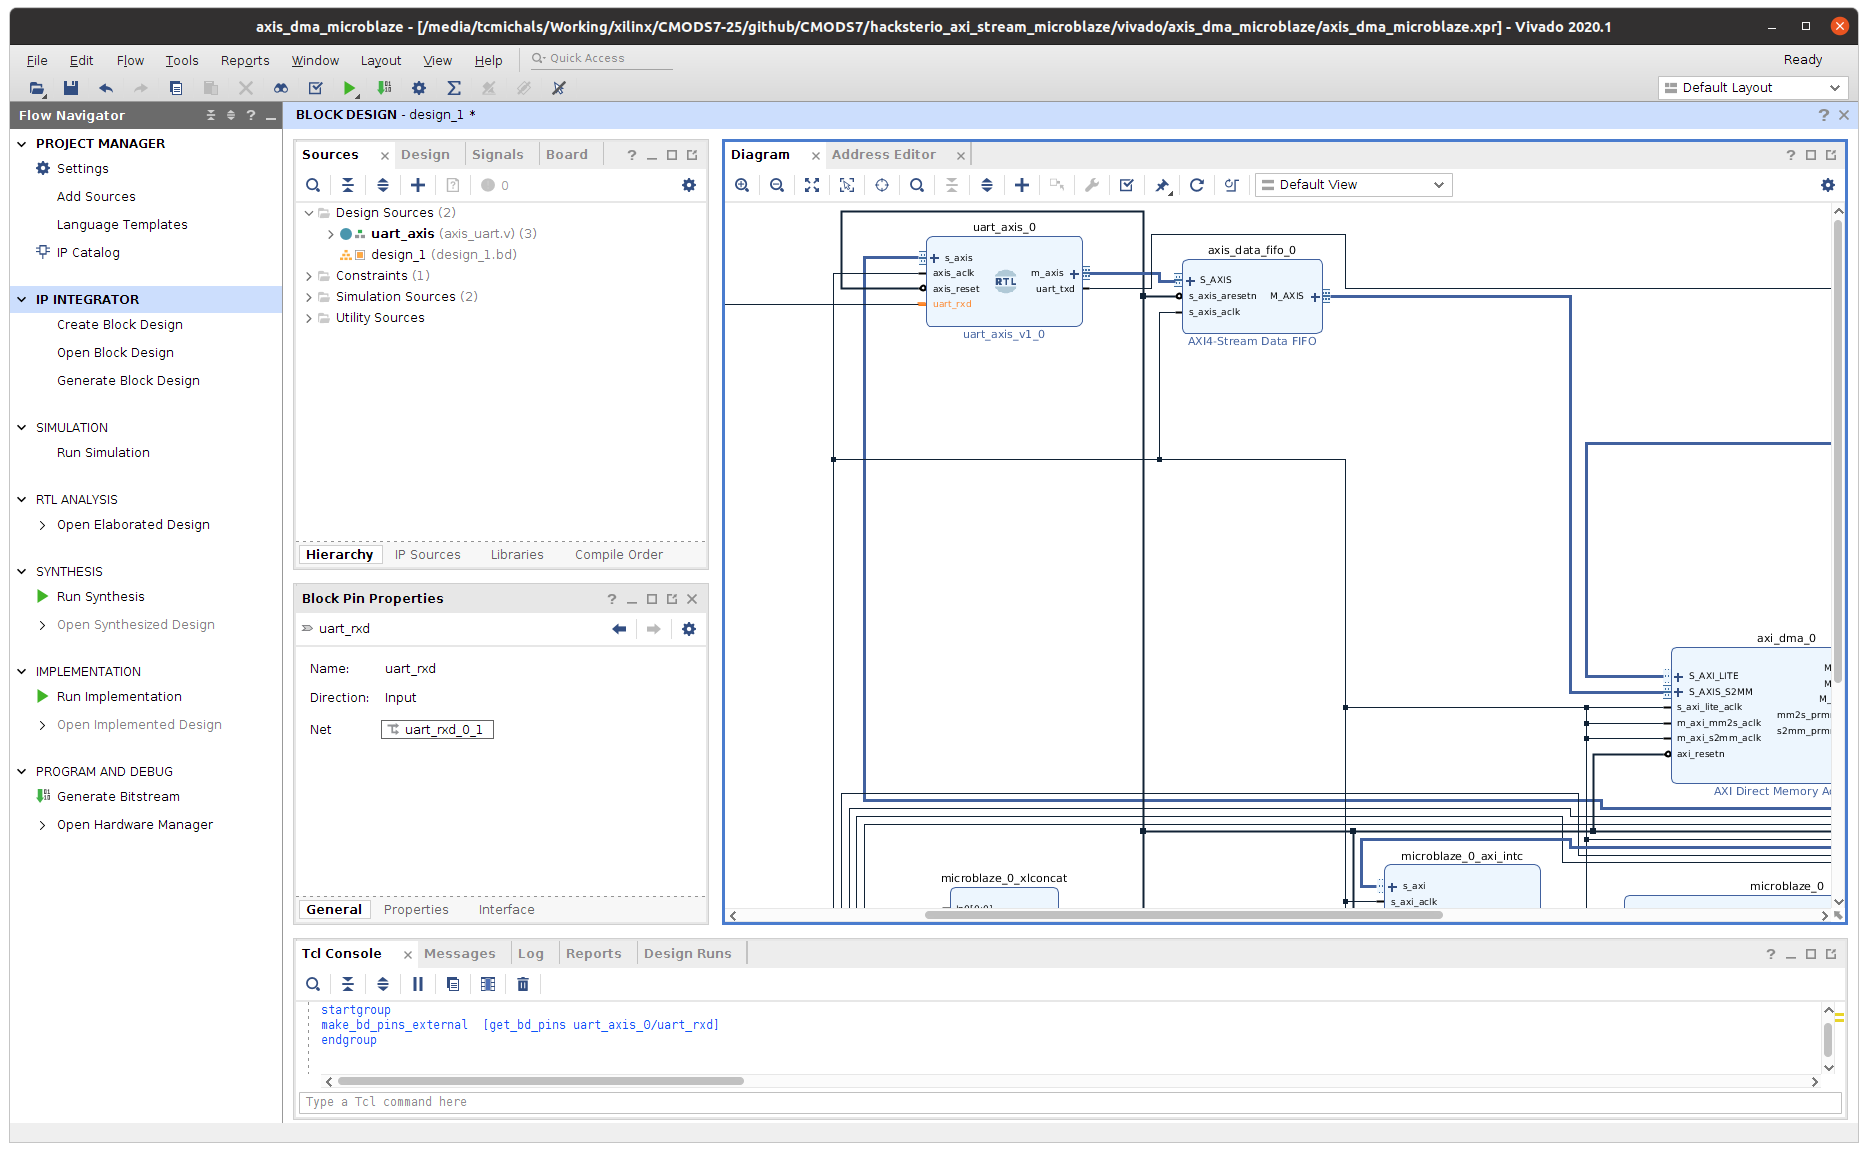 axis_dma_microblaze - [/media/tcmichals/Working/xilinx/CMODS7-25/github/CMODS7/hacksterio_axi_stream_microblaze/vivado/axis_dma_microblaze/axis_dma_microblaze.xpr] - Vivado 2020.1
File Edit Flow Tools Reports Window Layout View Help Quick Access Ready
Default Layout
Flow Navigator
PROJECT MANAGER
Settings
Add Sources
Language Templates
IP Catalog
IP INTEGRATOR
Create Block Design
Open Block Design
Generate Block Design
SIMULATION
Run Simulation
RTL ANALYSIS
Open Elaborated Design
SYNTHESIS
Run Synthesis
Open Synthesized Design
IMPLEMENTATION
Run Implementation
Open Implemented Design
PROGRAM AND DEBUG
Generate Bitstream
Open Hardware Manager
BLOCK DESIGN - design_1 *
Sources Design Signals Board
0
Design Sources (2)
uart_axis (axis_uart.v) (3)
design_1 (design_1.bd)
Constraints (1)
Simulation Sources (2)
Utility Sources
Hierarchy IP Sources Libraries Compile Order
Block Pin Properties
uart_rxd
Name: uart_rxd
Direction: Input
Net uart_rxd_0_1
General Properties Interface
Diagram Address Editor
Default View
uart_axis_0
s_axis
axis_aclk
axis_reset
uart_rxd
RTL
m_axis
uart_txd
uart_axis_v1_0
axis_data_fifo_0
S_AXIS
s_axis_aresetn
s_axis_aclk
M_AXIS
AXI4-Stream Data FIFO
axi_dma_0
S_AXI_LITE
S_AXIS_S2MM
s_axi_lite_aclk
m_axi_mm2s_aclk
m_axi_s2mm_aclk
axi_resetn
M
M
M_
mm2s_prm
s2mm_prm
AXI Direct Memory Ac
microblaze_0_xlconcat
In0[0:0]
microblaze_0_axi_intc
s_axi
s_axi_aclk
microblaze_0
Tcl Console Messages Log Reports Design Runs
startgroup
make_bd_pins_external [get_bd_pins uart_axis_0/uart_rxd]
endgroup
Type a Tcl command here